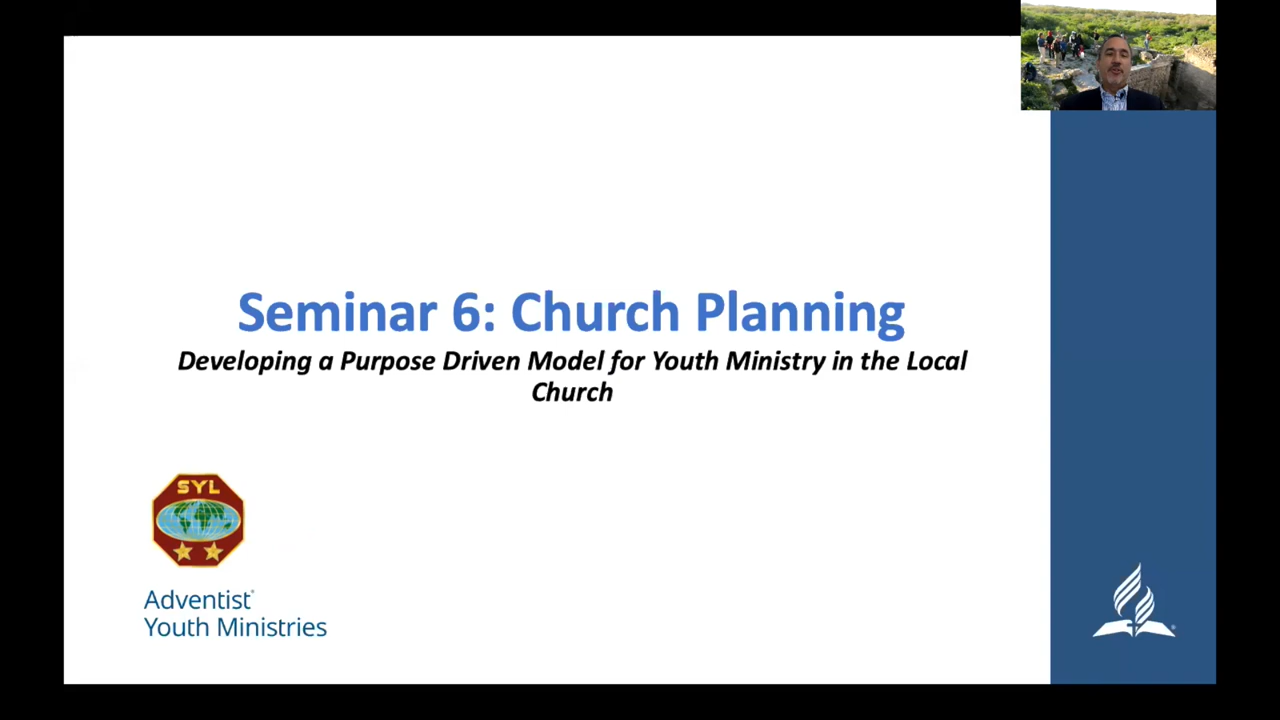 Seminar 6: Church Planning
Developing a Purpose Driven Model for Youth Ministry in the Local
Church
SYL
Adventist®
Youth Ministries